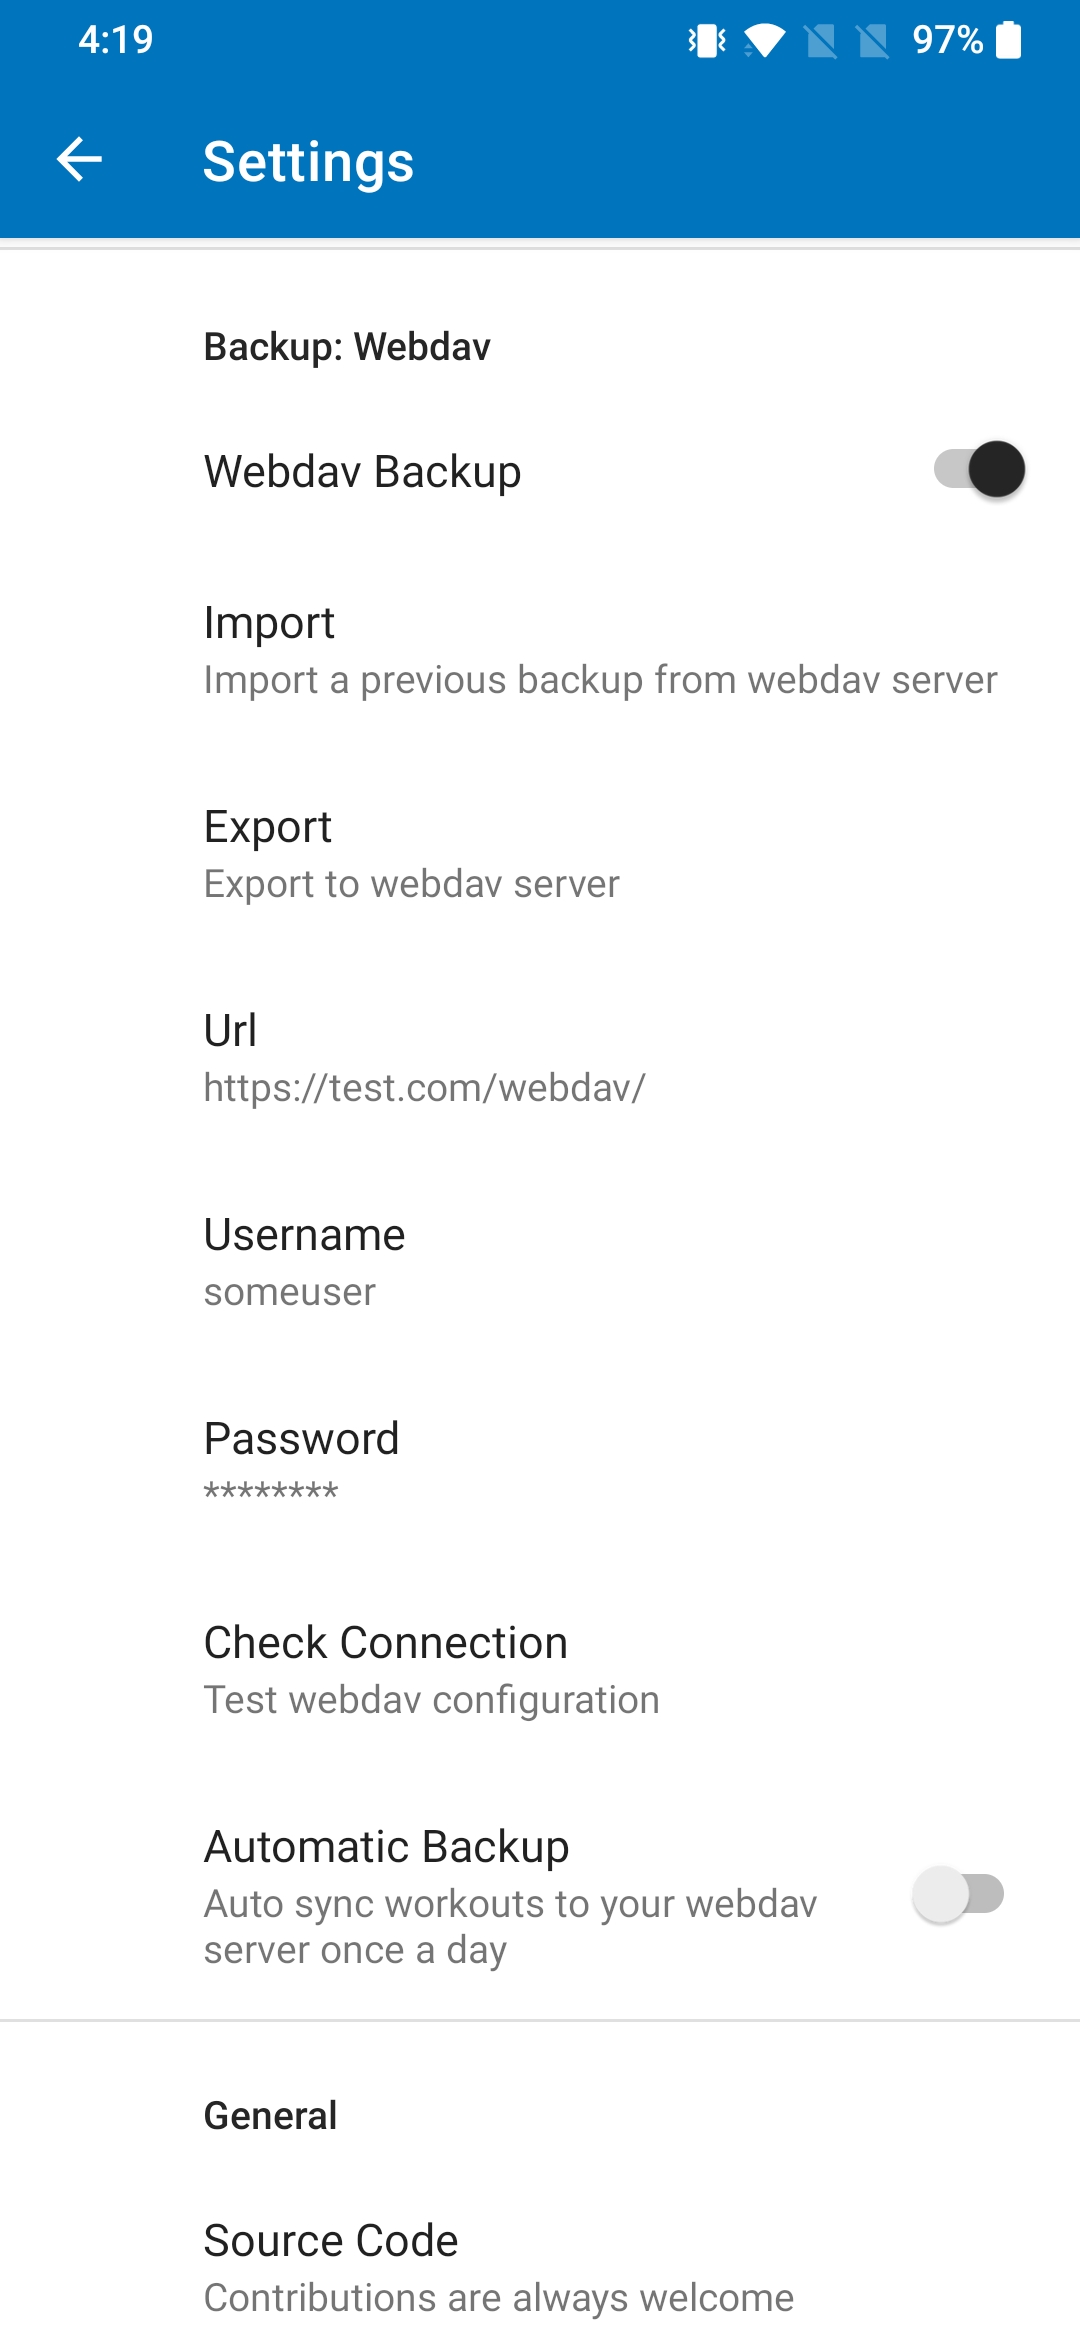 4:19
97%
Settings
Backup: Webdav
Webdav Backup
Import
Import a previous backup from webdav server
Export
Export to webdav server
Url
https://test.com/webdav/
Username
someuser
Password
********
Check Connection
Test webdav configuration
Automatic Backup
Auto sync workouts to your webdav
server once a day
General
Source Code
Contributions are always welcome